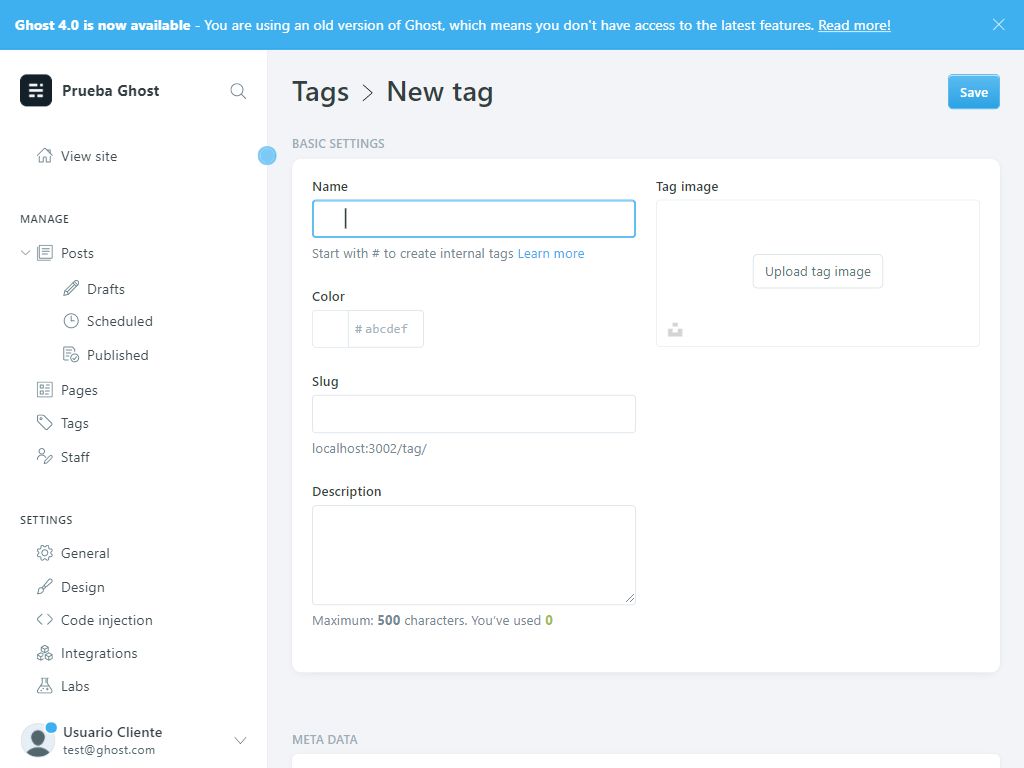 Ghost 4.0 is now available - You are using an old version of Ghost, which means you don't have access to the latest features. Read more!
Prueba Ghost
View site
MANAGE
Posts
Drafts
Scheduled
Published
Pages
Tags
Staff
SETTINGS
General
Design
Code injection
Integrations
Labs
Usuario Cliente
test@ghost.com
Tags > New tag
Save
BASIC SETTINGS
Name
Start with # to create internal tags Learn more
Color
# abcdef
Slug
localhost:3002/tag/
Description
Maximum: 500 characters. You've used 0
Tag image
Upload tag image
META DATA